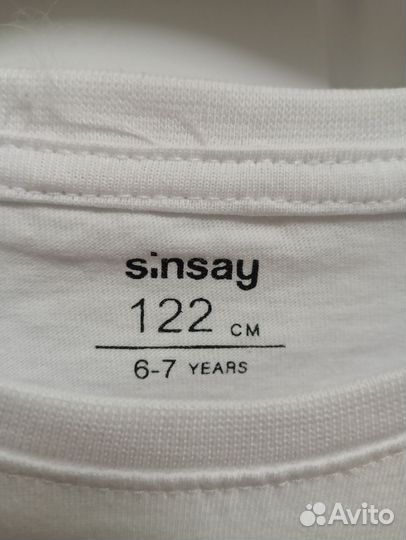 sinsay
122 CM
6-7 YEARS
Avito